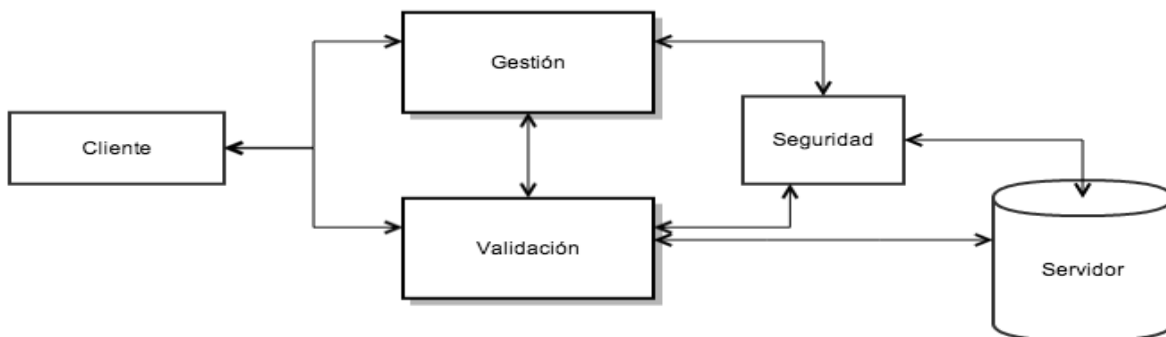 Gestión
Cliente
Seguridad
Validación
Servidor